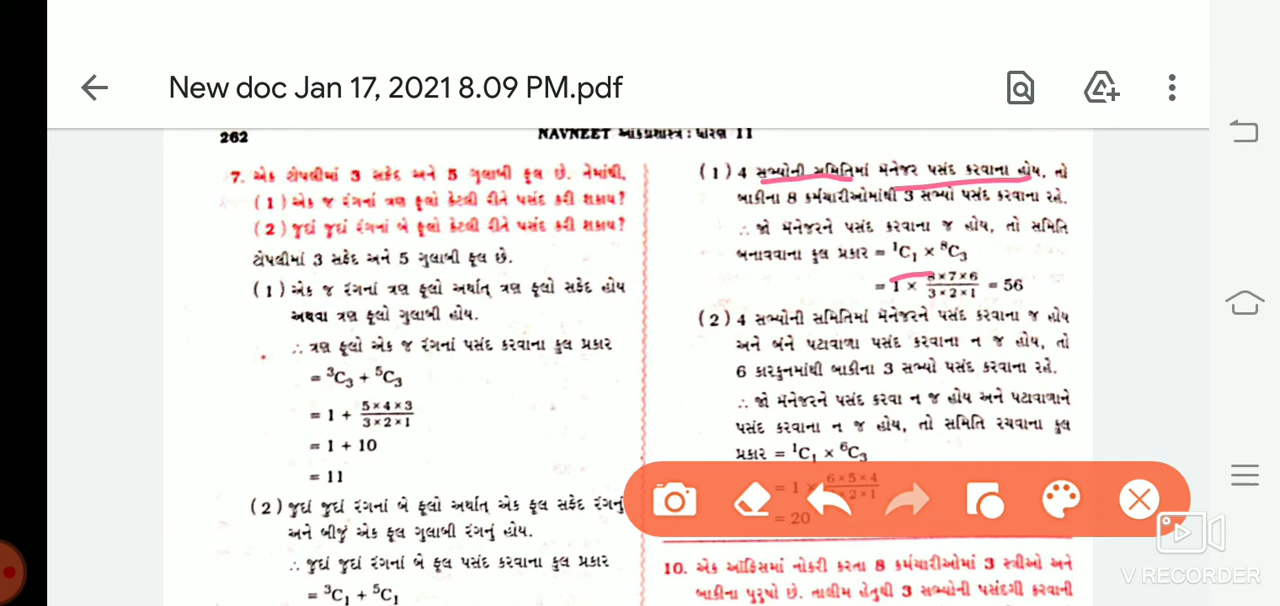 New doc Jan 17, 2021 8.09 PM.pdf
262
NAVNEET આંકડાશાસ્ત્ર : ધોરણ 11
7. એક ટોપલીમાં 3 સફેદ અને 5 ગુલાબી ફૂલ છે. તેમાંથી,
(1) એક જ રંગનાં ત્રણ ફૂલો કેટલી રીતે પસંદ કરી શકાય?
(2) જુદાં જુદાં રંગનાં બે ફૂલો કેટલી રીતે પસંદ કરી શકાય?
ટોપલીમાં 3 સફેદ અને 5 ગુલાબી ફૂલ છે.
(1) એક જ રંગનાં ત્રણ ફૂલો અર્થાત્ ત્રણ ફૂલો સફેદ હોય
અથવા ત્રણ ફૂલો ગુલાબી હોય.
∴ ત્રણ ફૂલો એક જ રંગનાં પસંદ કરવાના કુલ પ્રકાર
= ³C₃ + ⁵C₃
= 1 + (5 × 4 × 3)/(3 × 2 × 1)
= 1 + 10
= 11
(2) જુદાં જુદાં રંગનાં બે ફૂલો અર્થાત્ એક ફૂલ સફેદ રંગનું
અને બીજું એક ફૂલ ગુલાબી રંગનું હોય.
∴ જુદાં જુદાં રંગનાં બે ફૂલ પસંદ કરવાના કુલ પ્રકાર
= ³C₁ + ⁵C₁
(1) 4 સભ્યોની સમિતિમાં મૅનેજર પસંદ કરવાના હોય, તો
બાકીના 8 કર્મચારીઓમાંથી 3 સભ્યો પસંદ કરવાના રહે.
∴ જો મૅનેજરને પસંદ કરવાના જ હોય, તો સમિતિ
બનાવવાના કુલ પ્રકાર = ¹C₁ × ⁸C₃
= 1 × (8 × 7 × 6)/(3 × 2 × 1) = 56
(2) 4 સભ્યોની સમિતિમાં મૅનેજરને પસંદ કરવાના જ હોય
અને બંને પટાવાળા પસંદ કરવાના ન જ હોય, તો
6 કારકુનમાંથી બાકીના 3 સભ્યો પસંદ કરવાના રહે.
∴ જો મૅનેજરને પસંદ કરવા ન જ હોય અને પટાવાળાને
પસંદ કરવાના ન જ હોય, તો સમિતિ રચવાના કુલ
પ્રકાર = ¹C₁ × ⁶C₃
= 1 × (6 × 5 × 4)/(× 2 × 1)
= 20
10. એક ઑફિસમાં નોકરી કરતા 8 કર્મચારીઓમાં 3 સ્ત્રીઓ અને
બાકીના પુરુષો છે. તાલીમ હેતુથી 3 સભ્યોની પસંદગી કરવાની
V RECORDER